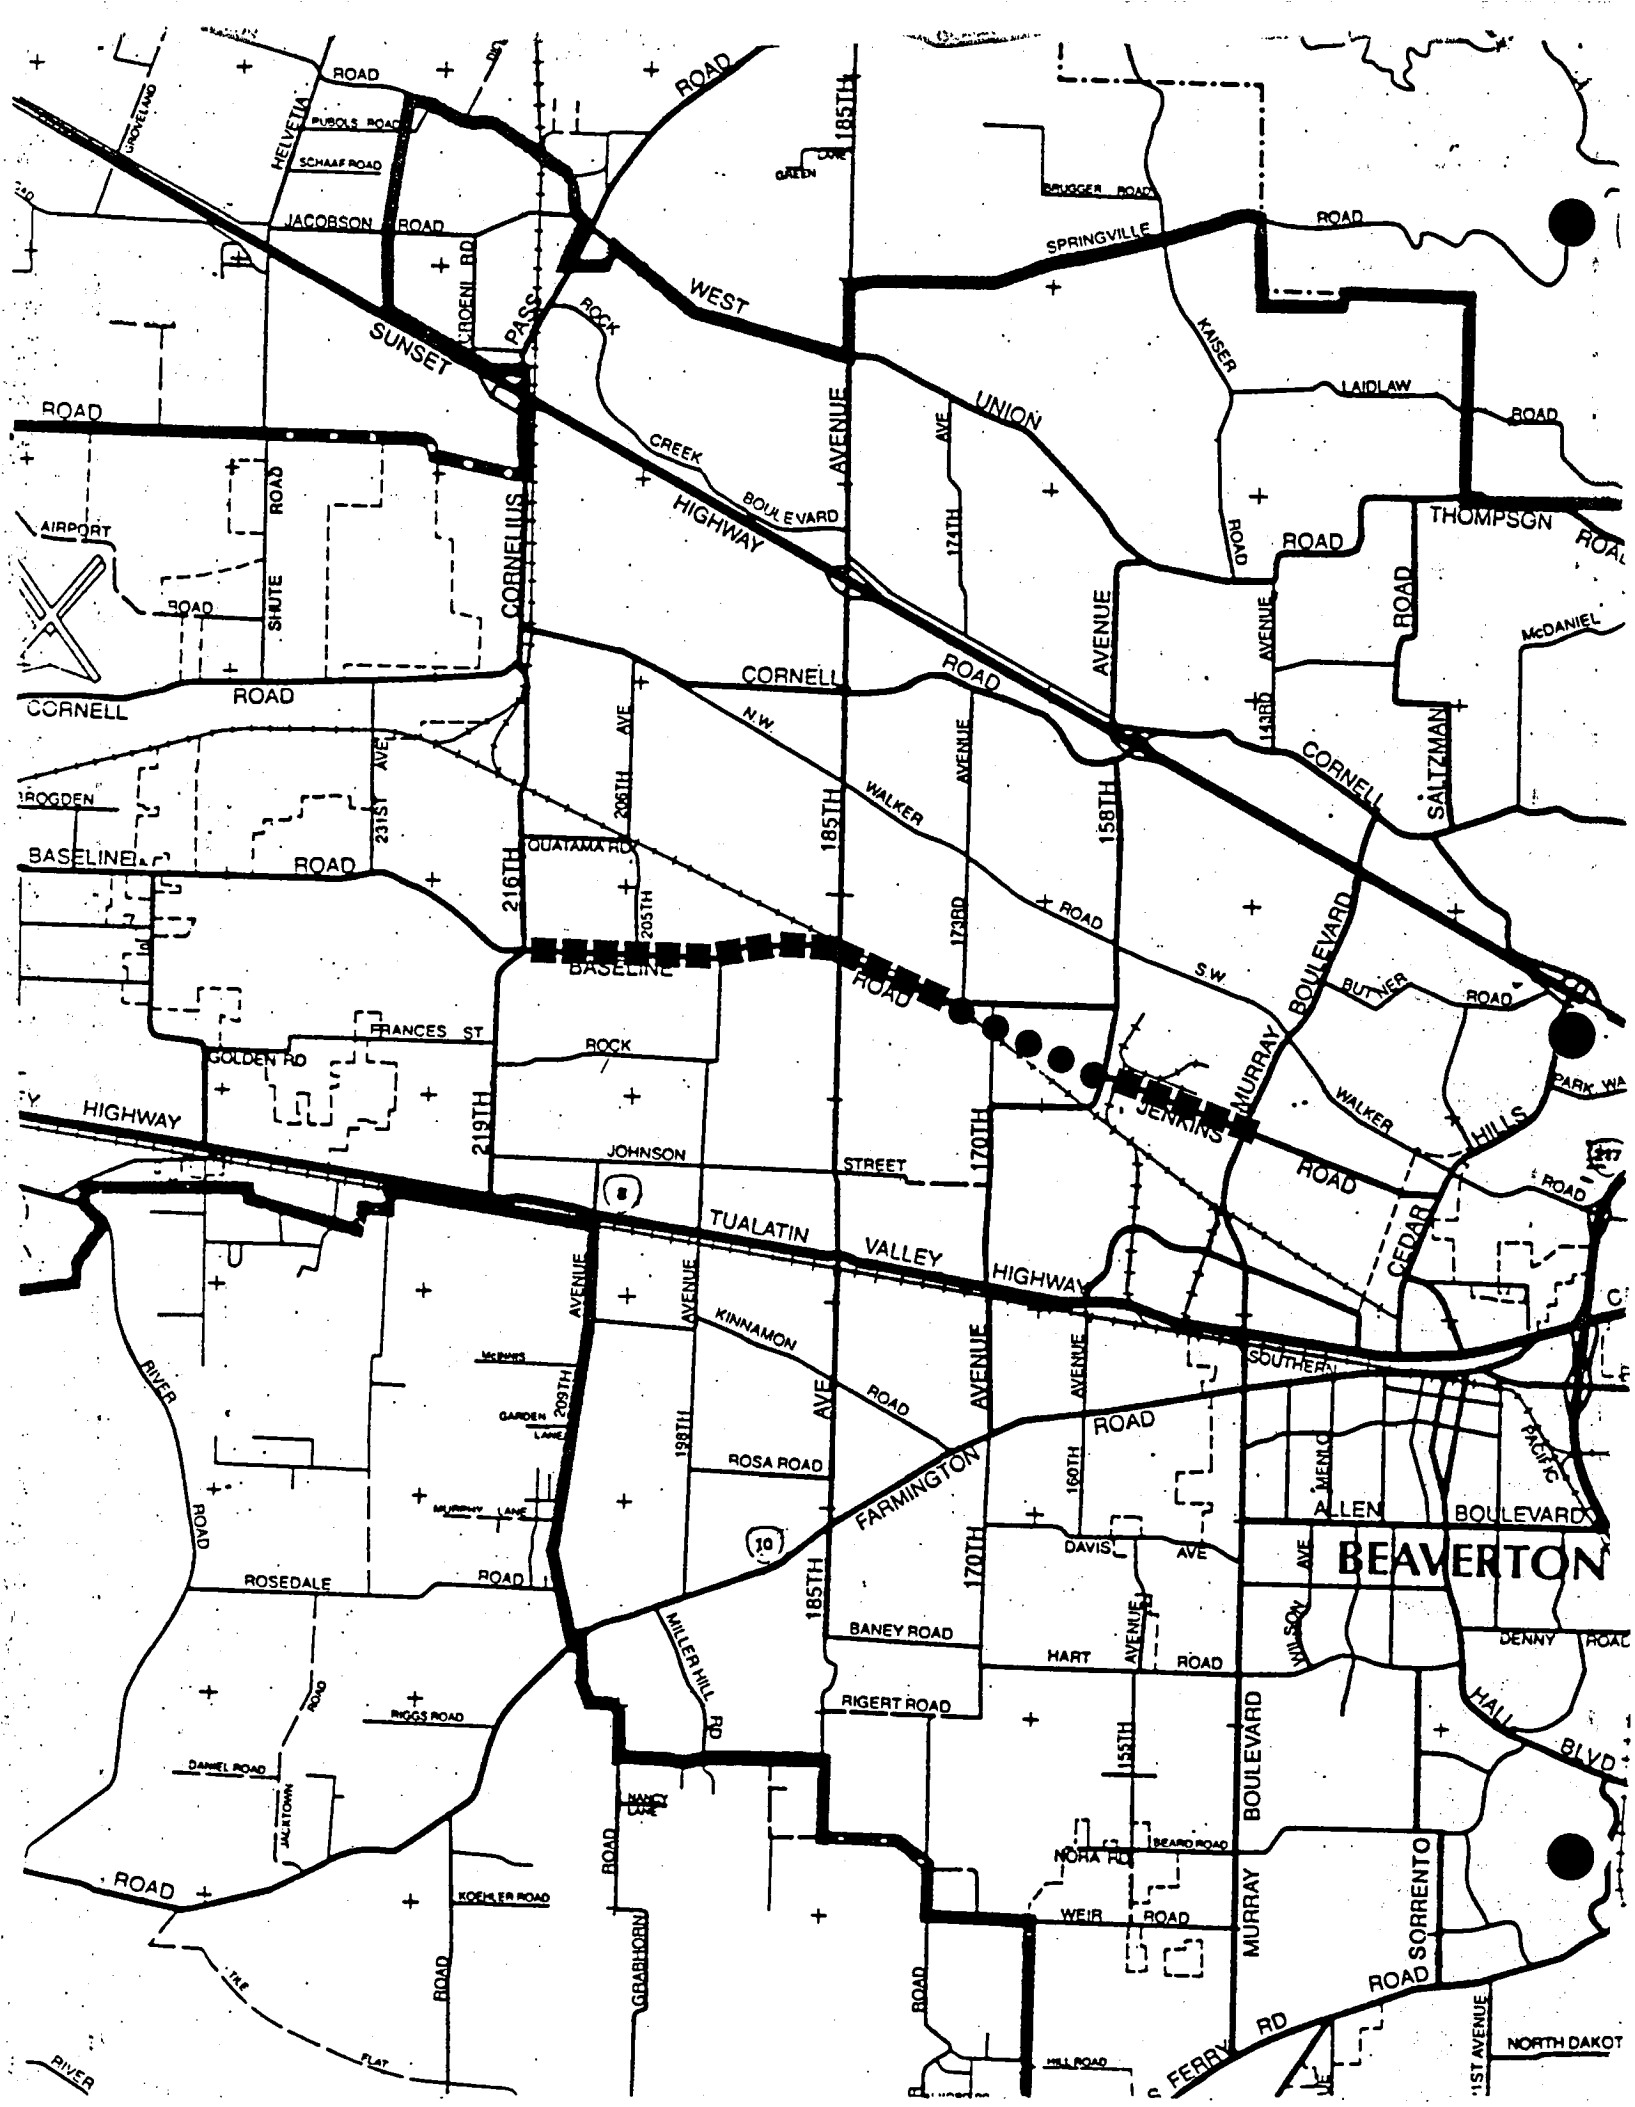 ROAD
ROAD
185TH
GROVELAND
HELVETIA
PUBOLS ROAD
SCHAAF ROAD
GREEN
LANE
BRUGGER ROAD
JACOBSON ROAD
CROENI RD
SPRINGVILLE
ROAD
PASS
ROCK
WEST
SUNSET
KAISER
LAIDLAW
ROAD
ROAD
AVENUE
AVE
UNION
CREEK
BOULEVARD
HIGHWAY
174TH
ROAD
ROAD
THOMPSON
ROAD
AIRPORT
ROAD
SHUTE
CORNELIUS
ROAD
AVENUE
AVENUE
ROAD
McDANIEL
CORNELL
ROAD
CORNELL
ROAD
143RD
N.W.
AVE
206TH
AVENUE
CORNELL
SALTZMAN
AVE
231ST
185TH
WALKER
158TH
BASELINE
ROAD
QUATAMA RD
216TH
205TH
173RD
ROAD
BOULEVARD
BASELINE
ROAD
S.W.
BUTNER
ROAD
FRANCES ST
GOLDEN RD
ROCK
MURRAY
HIGHWAY
219TH
170TH
JENKINS
WALKER
HILLS
JOHNSON
STREET
ROAD
217
ROAD
8
TUALATIN
VALLEY
HIGHWAY
CEDAR
AVENUE
AVENUE
KINNAMON
RIVER
McINNIS
209TH
AVENUE
AVENUE
SOUTHERN
AVE
ROAD
ROAD
GARDEN
LANE
198TH
ROSA ROAD
FARMINGTON
160TH
MENLO
PACIFIC
MURPHY LANE
ROAD
10
ALLEN
BOULEVARD
170TH
DAVIS
AVE
AVE
BEAVERTON
ROSEDALE
ROAD
185TH
MILLER HILL
RD
BANEY ROAD
AVENUE
HART
ROAD
WILSON
DENNY
ROAD
RIGERT ROAD
HALL
BLVD
RIGGS ROAD
155TH
BOULEVARD
DANIEL ROAD
JACKTOWN
NANCY
LANE
BEARD ROAD
NORA RD
ROAD
KOEHLER ROAD
ROAD
WEIR
ROAD
MURRAY
SORRENTO
ROAD
GRABHORN
ROAD
TILE
FLAT
RIVER
ROAD
HILL ROAD
FERRY
RD
ROAD
NORTH DAKOT